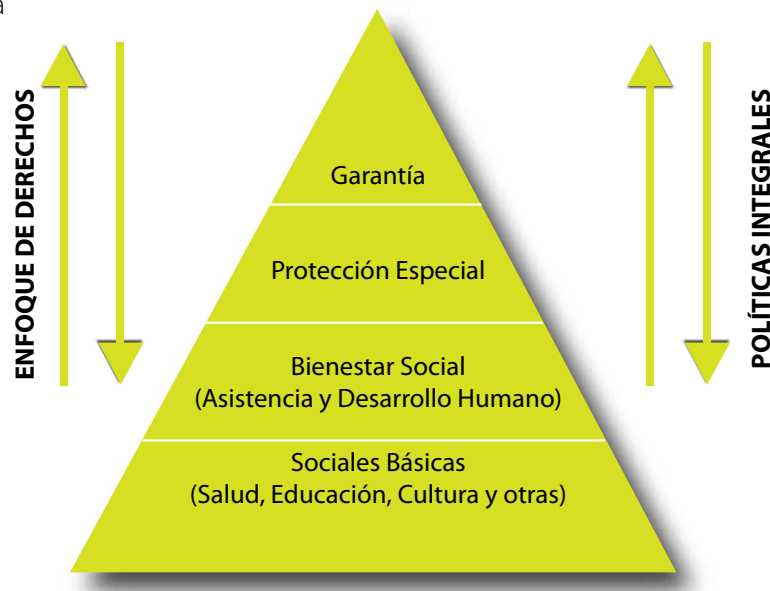 a
ENFOQUE DE DERECHOS
Garantía
Protección Especial
Bienestar Social
(Asistencia y Desarrollo Humano)
Sociales Básicas
(Salud, Educación, Cultura y otras)
POLÍTICAS INTEGRALES